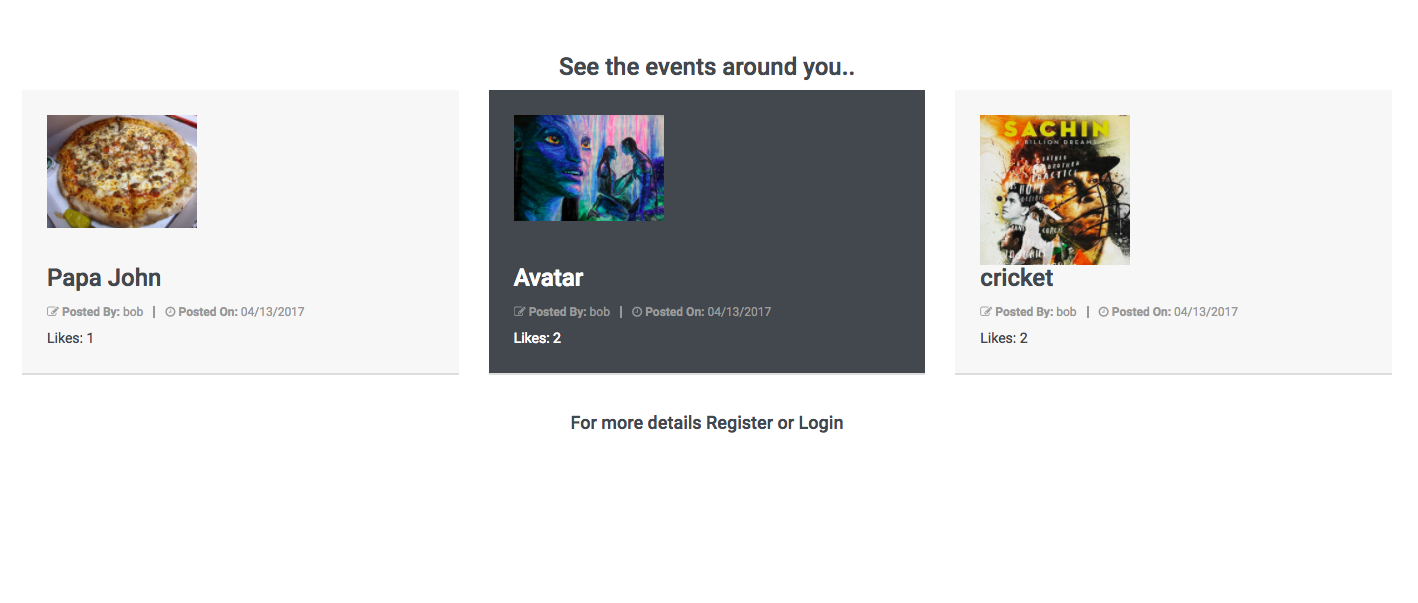 See the events around you..
Papa John
Posted By: bob | Posted On: 04/13/2017
Likes: 1
Avatar
Posted By: bob | Posted On: 04/13/2017
Likes: 2
SACHIN
A BILLION DREAMS
cricket
Posted By: bob | Posted On: 04/13/2017
Likes: 2
For more details Register or Login